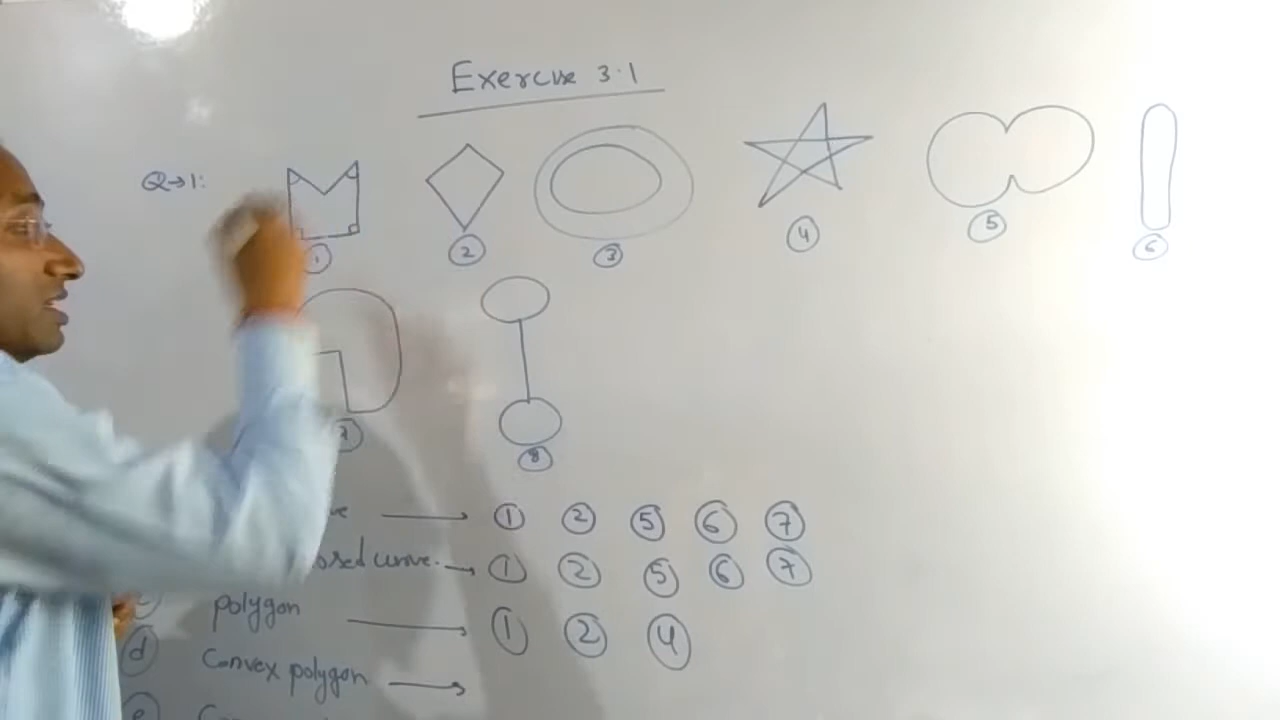 Exercise 3.1
Q→1:
1 2 3 4 5 6
7 8
1 2 5 6 7
curve. 1 2 5 6 7
polygon 1 2 4
d Convex polygon
e